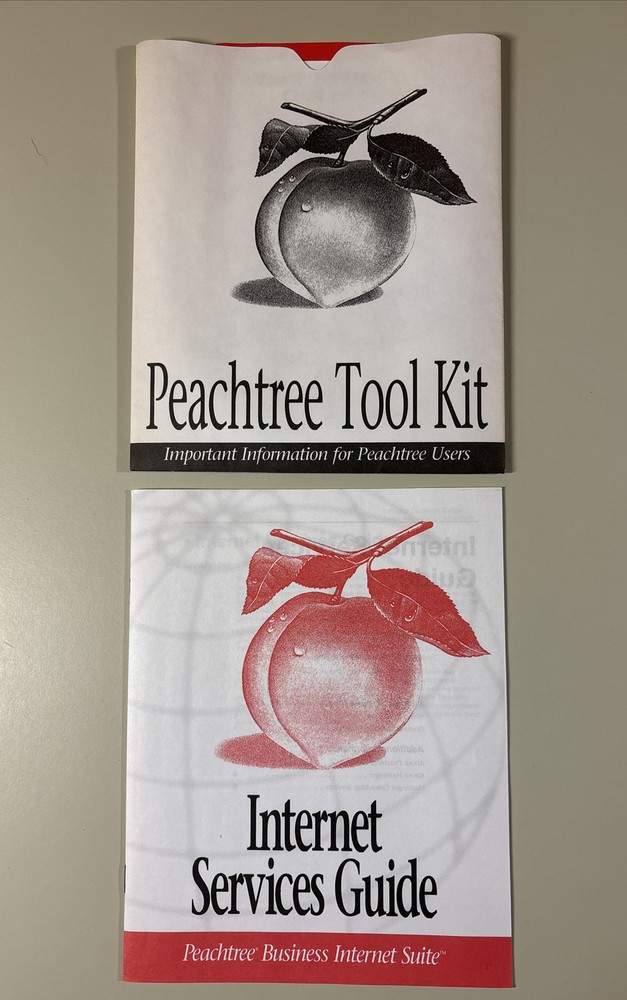 Peachtree Tool Kit
Important Information for Peachtree Users
Internet
Services Guide
Peachtree® Business Internet Suite™